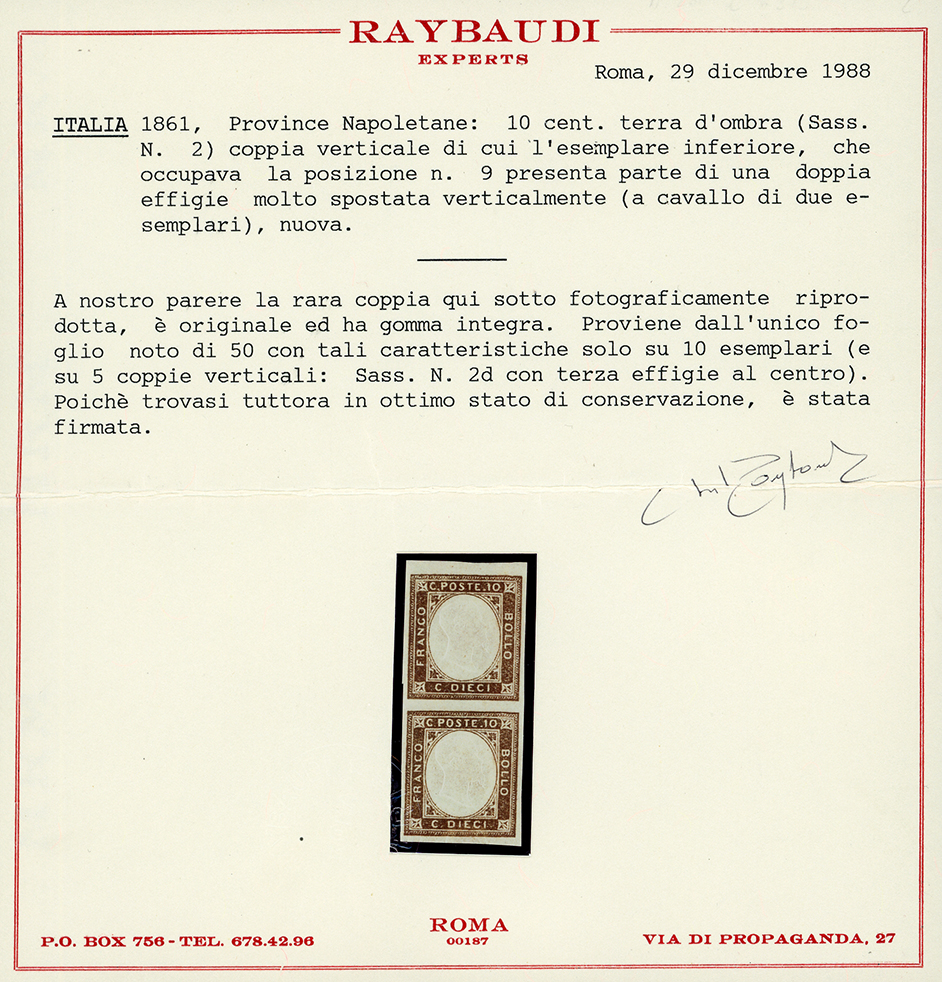 RAYBAUDI
EXPERTS
Roma, 29 dicembre 1988
ITALIA 1861, Province Napoletane: 10 cent. terra d'ombra (Sass.
N. 2) coppia verticale di cui l'esemplare inferiore, che
occupava la posizione n. 9 presenta parte di una doppia
effigie molto spostata verticalmente (a cavallo di due e-
semplari), nuova.
A nostro parere la rara coppia qui sotto fotograficamente ripro-
dotta, è originale ed ha gomma integra. Proviene dall'unico fo-
glio noto di 50 con tali caratteristiche solo su 10 esemplari (e
su 5 coppie verticali: Sass. N. 2d con terza effigie al centro).
Poichè trovasi tuttora in ottimo stato di conservazione, è stata
firmata.
C. POSTE. 10
FRANCO
BOLLO
C. DIECI
C. POSTE. 10
FRANCO
BOLLO
C. DIECI
P.O. BOX 756 - TEL. 678.42.96
ROMA
00187
VIA DI PROPAGANDA, 27